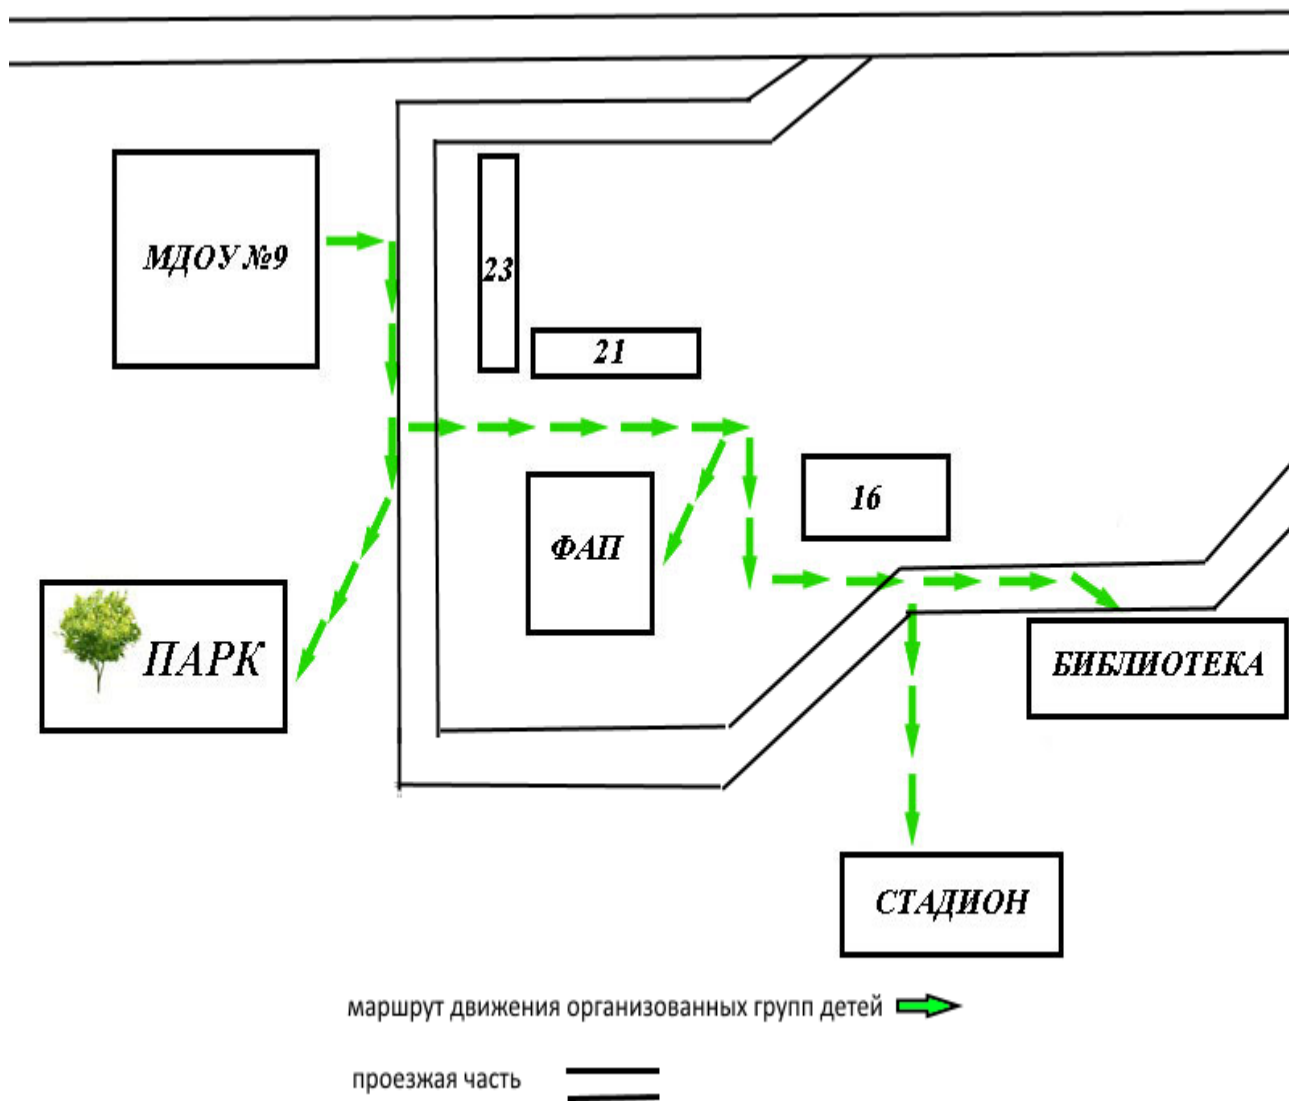 МДОУ №9
23
21
16
ФАП
ПАРК
БИБЛИОТЕКА
СТАДИОН
маршрут движения организованных групп детей
проезжая часть